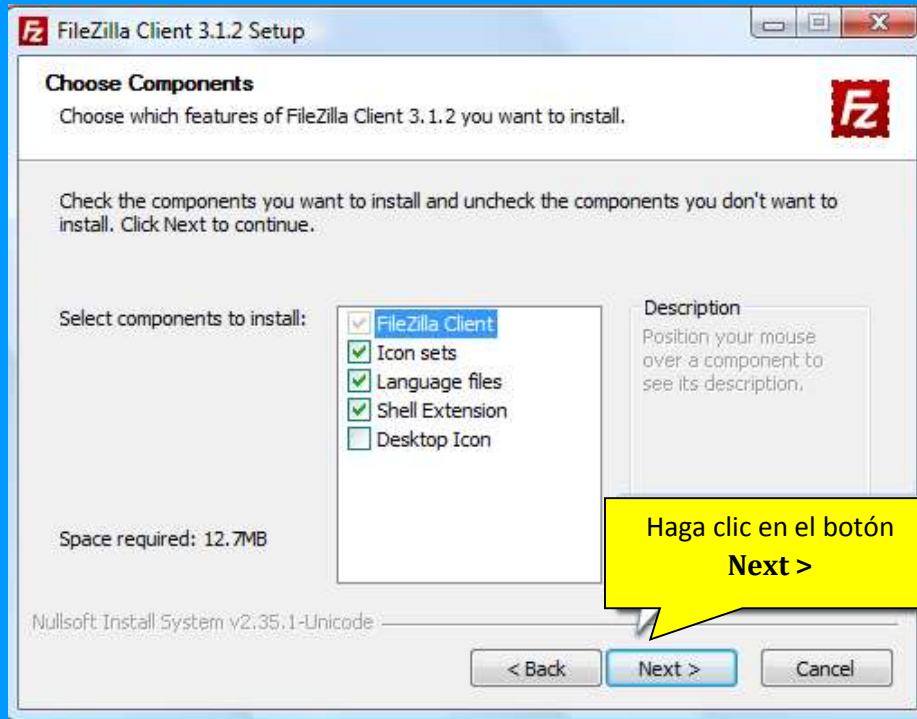 FileZilla Client 3.1.2 Setup
Choose Components
Choose which features of FileZilla Client 3.1.2 you want to install.
Check the components you want to install and uncheck the components you don't want to
install. Click Next to continue.
Select components to install:
FileZilla Client
Icon sets
Language files
Shell Extension
Desktop Icon
Description
Position your mouse
over a component to
see its description.
Space required: 12.7MB
Haga clic en el botón
Next >
Nullsoft Install System v2.35.1-Unicode
< Back
Next >
Cancel